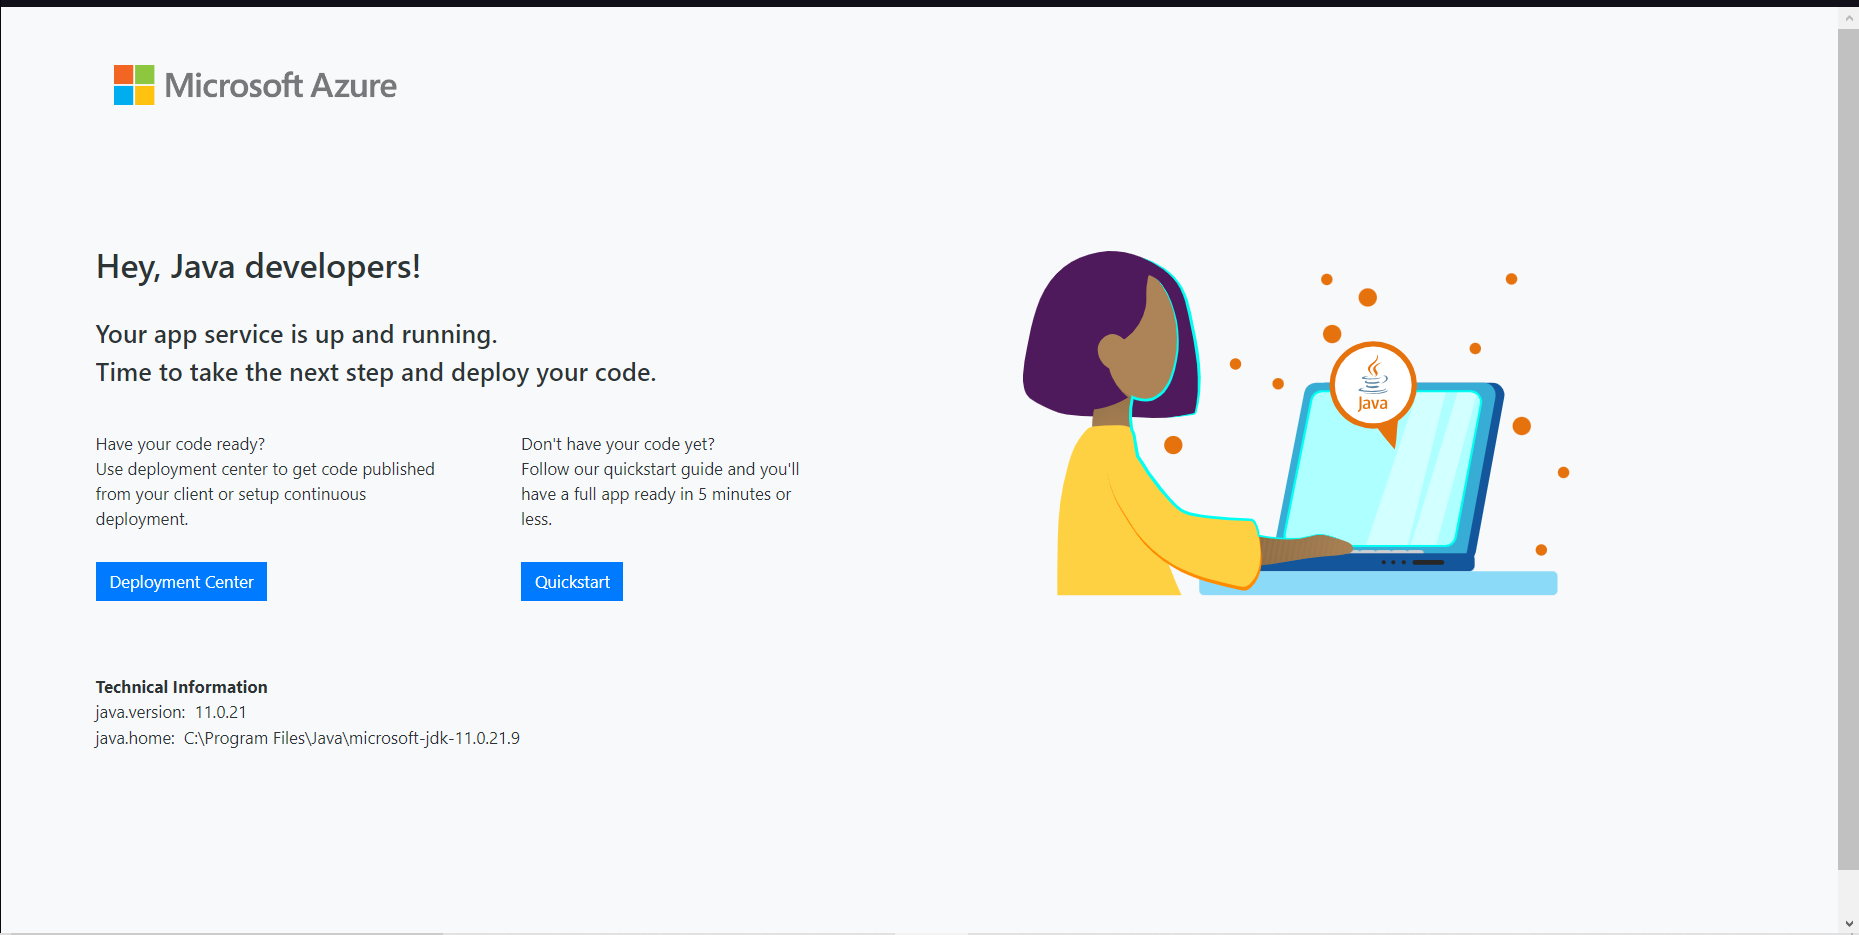 Microsoft Azure
Hey, Java developers!
Your app service is up and running.
Time to take the next step and deploy your code.
Have your code ready?
Use deployment center to get code published
from your client or setup continuous
deployment.
Deployment Center
Don't have your code yet?
Follow our quickstart guide and you'll
have a full app ready in 5 minutes or
less.
Quickstart
Java
Technical Information
java.version: 11.0.21
java.home: C:\Program Files\Java\microsoft-jdk-11.0.21.9